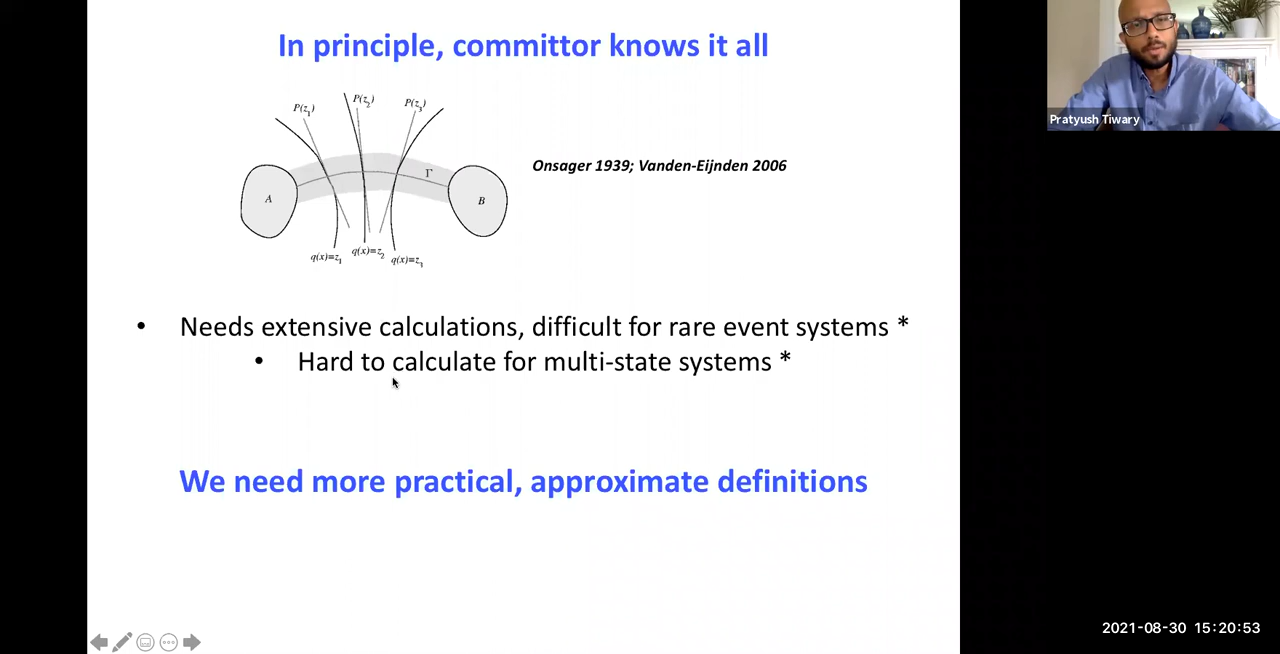 In principle, committor knows it all
P(z₁)
P(z₂)
P(z₃)
Γ
A
B
q(x)=z₁
q(x)=z₂
q(x)=z₃
Onsager 1939; Vanden-Eijnden 2006
• Needs extensive calculations, difficult for rare event systems *
• Hard to calculate for multi-state systems *
We need more practical, approximate definitions
Pratyush Tiwary
2021-08-30 15:20:53